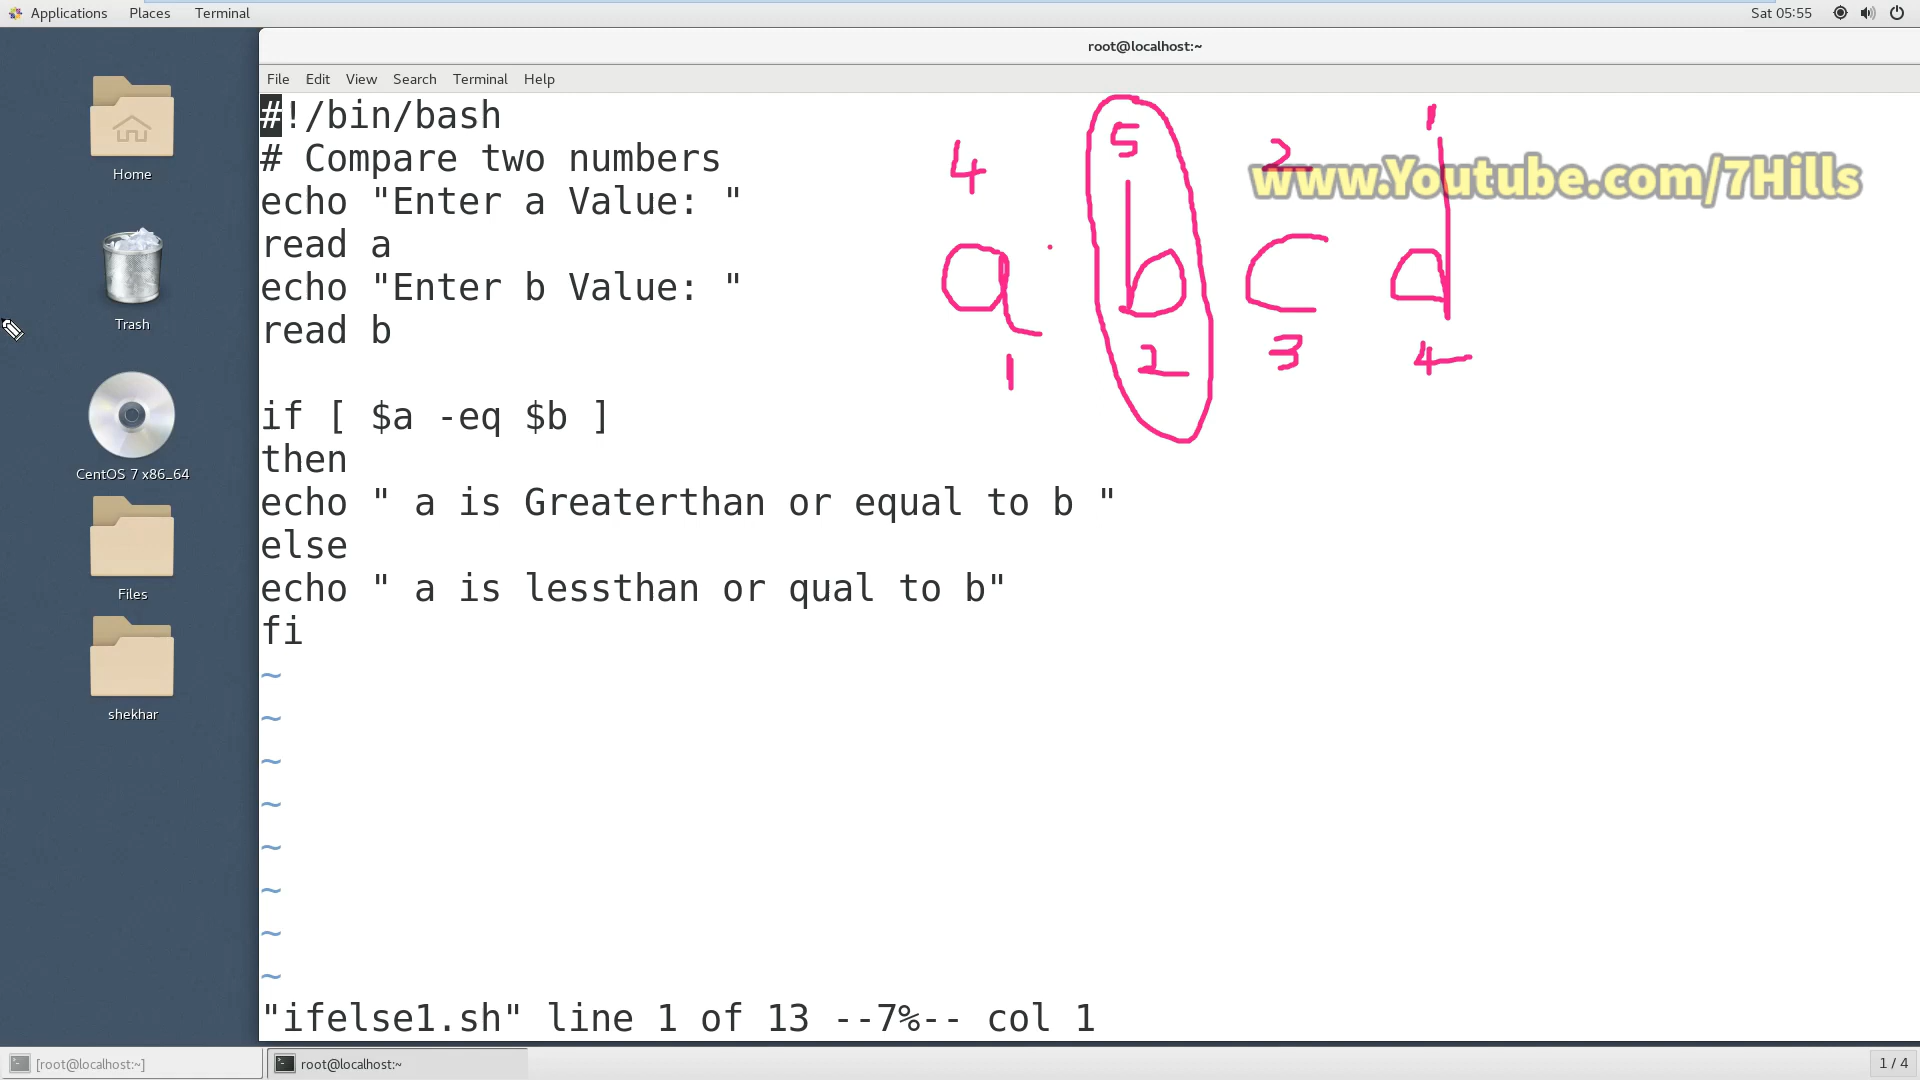 Applications Places Terminal Sat 05:55
root@localhost:~
File Edit View Search Terminal Help
#!/bin/bash
# Compare two numbers
echo "Enter a Value: "
read a
echo "Enter b Value: "
read b
if [ $a -eq $b ]
then
echo " a is Greaterthan or equal to b "
else
echo " a is lessthan or qual to b"
fi
~
~
~
~
~
~
~
~
"ifelse1.sh" line 1 of 13 --7%-- col 1
4 5 2 1
www.Youtube.com/7Hills
a b c d
1 2 3 4
Home
Trash
CentOS 7 x86_64
Files
shekhar
[root@localhost:~] root@localhost:~ 1 / 4